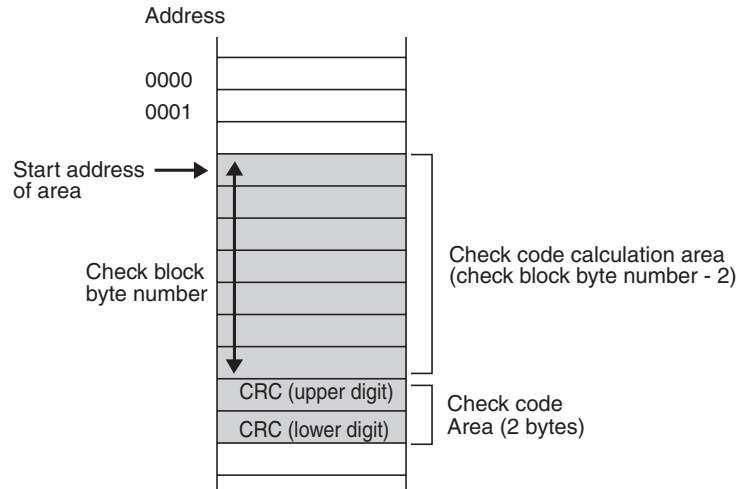 Address
0000
0001
Start address
of area
Check block
byte number
Check code calculation area
(check block byte number - 2)
CRC (upper digit)
CRC (lower digit)
Check code
Area (2 bytes)